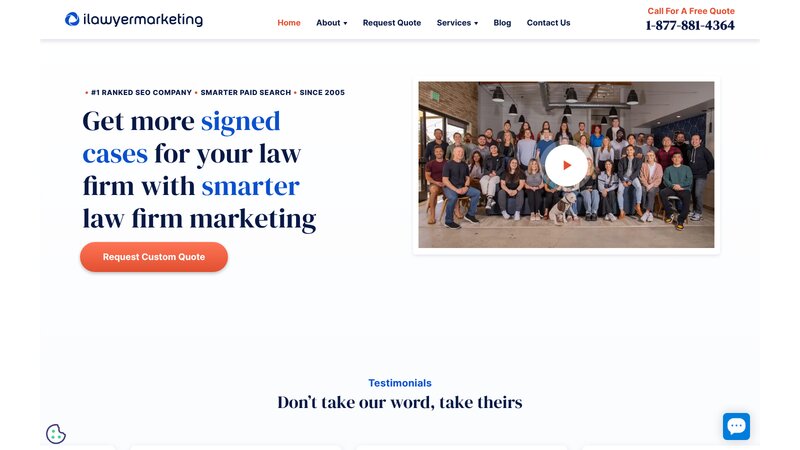 ilawyermarketing
Home About Request Quote Services Blog Contact Us
Call For A Free Quote
1-877-881-4364
• #1 RANKED SEO COMPANY • SMARTER PAID SEARCH • SINCE 2005
Get more signed
cases for your law
firm with smarter
law firm marketing
Request Custom Quote
Testimonials
Don't take our word, take theirs